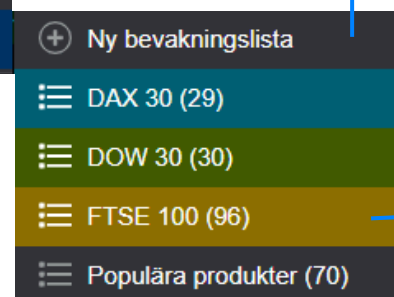 Ny bevakningslista
DAX 30 (29)
DOW 30 (30)
FTSE 100 (96)
Populära produkter (70)